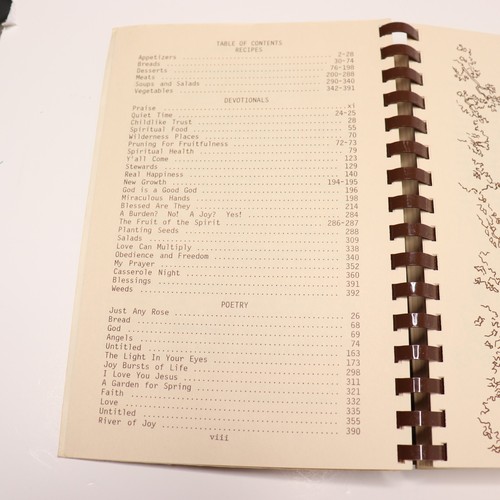 TABLE OF CONTENTS
RECIPES
Appetizers 2-28
Breads 30-74
Desserts 76-198
Meats 200-288
Soups and Salads 290-340
Vegetables 342-391
DEVOTIONALS
Praise xi
Quiet Time 24-25
Childlike Trust 28
Spiritual Food 55
Wilderness Places 70
Pruning For Fruitfulness 72-73
Spiritual Health 79
Y'all Come 123
Stewards 129
Real Happiness 140
New Growth 194-195
God is a Good God 196
Miraculous Hands 198
Blessed Are They 214
A Burden? No! A Joy? Yes! 284
The Fruit of the Spirit 286-287
Planting Seeds 288
Salads 309
Love Can Multiply 338
Obedience and Freedom 340
My Prayer 352
Casserole Night 360
Blessings 391
Weeds 392
POETRY
Just Any Rose 26
Bread 68
God 69
Angels 74
Untitled 163
The Light In Your Eyes 173
Joy Bursts of Life 298
I Love You Jesus 311
A Garden for Spring 321
Faith 332
Love 335
Untitled 355
River of Joy 390
viii